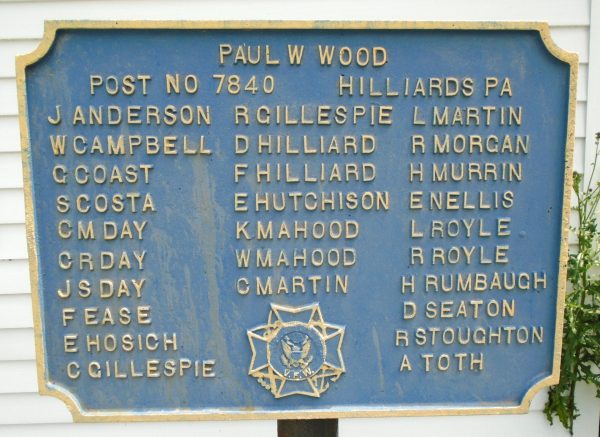 PAUL W WOOD
POST NO 7840 HILLIARDS PA
J ANDERSON
W CAMPBELL
G COAST
S COSTA
C M DAY
C R DAY
J S DAY
F EASE
E HOSICH
C GILLESPIE
R GILLESPIE
D HILLIARD
F HILLIARD
E HUTCHISON
K MAHOOD
W MAHOOD
C MARTIN
L MARTIN
R MORGAN
H MURRIN
E NELLIS
L ROYLE
R ROYLE
H RUMBAUGH
D SEATON
R STOUGHTON
A TOTH
V.F.W.